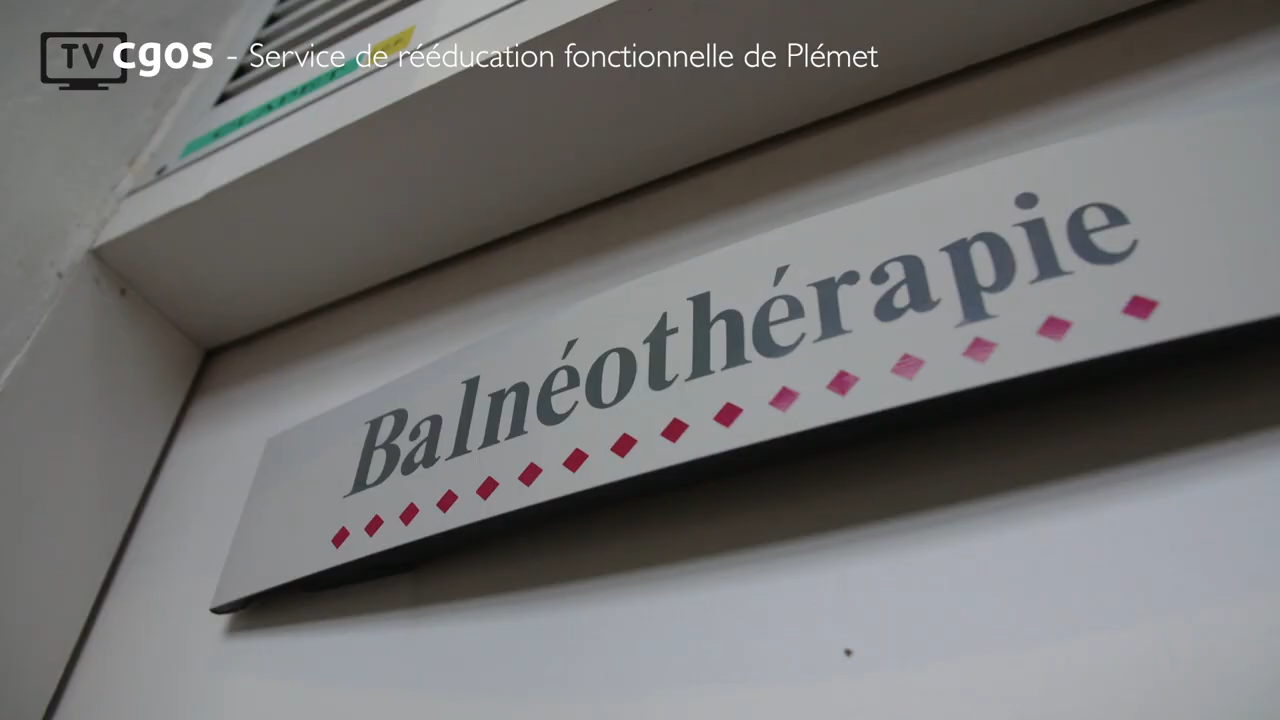 TV cgos - Service de rééducation fonctionnelle de Plémet
Balnéothérapie